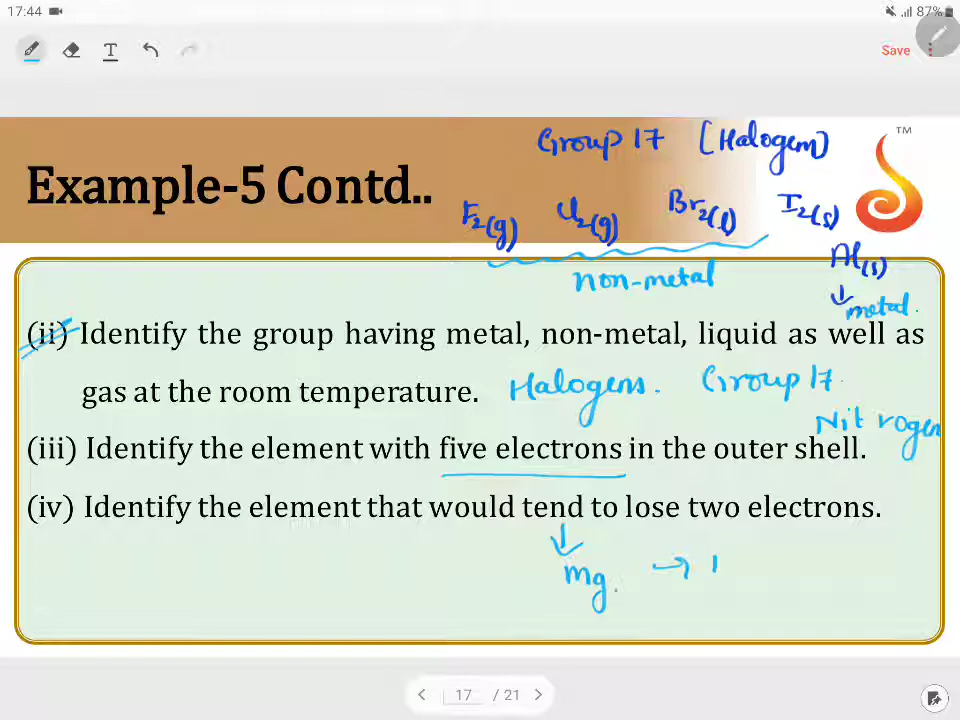 17:44 87%
T Save
Group 17 [Halogen)
TM
Example-5 Contd..
F2(g) Cl2(g) Br2(l) I2(s)
At(s)
non-metal
metal.
(ii) Identify the group having metal, non-metal, liquid as well as
gas at the room temperature. Halogens. Group 17.
Nitrogen
(iii) Identify the element with five electrons in the outer shell.
(iv) Identify the element that would tend to lose two electrons.
mg. → 1
17 / 21